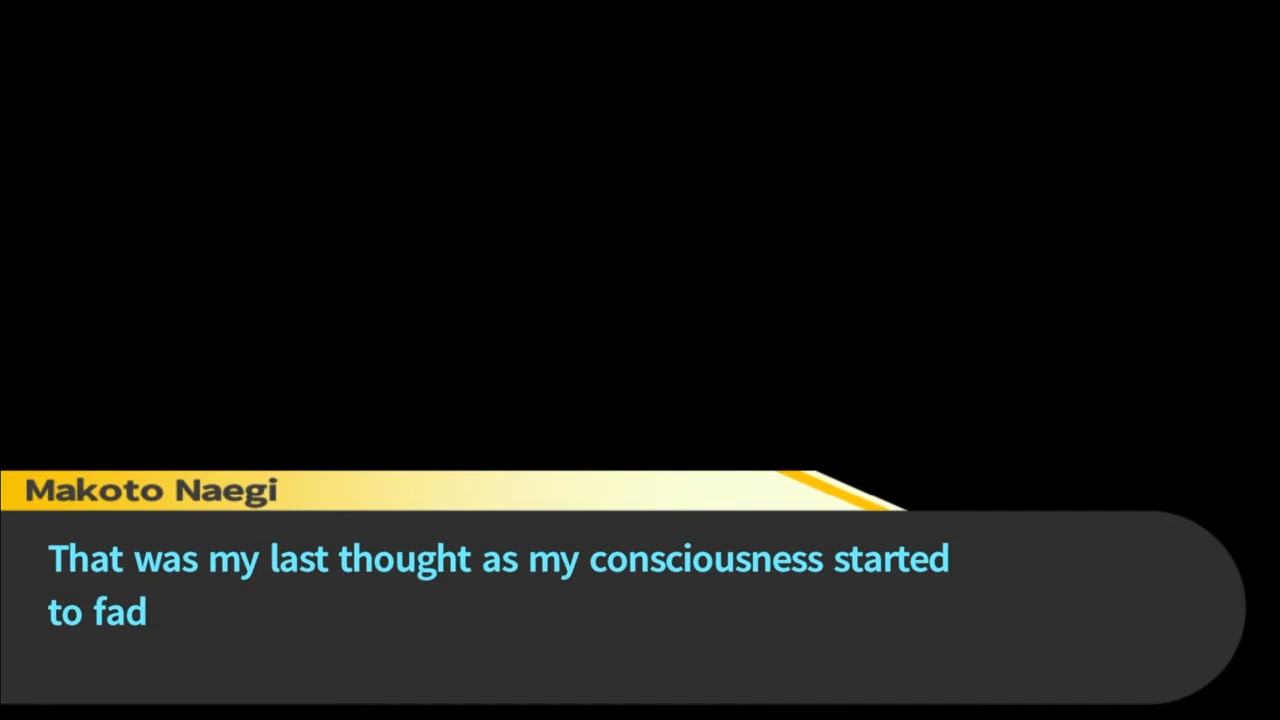 Makoto Naegi
That was my last thought as my consciousness started
to fad